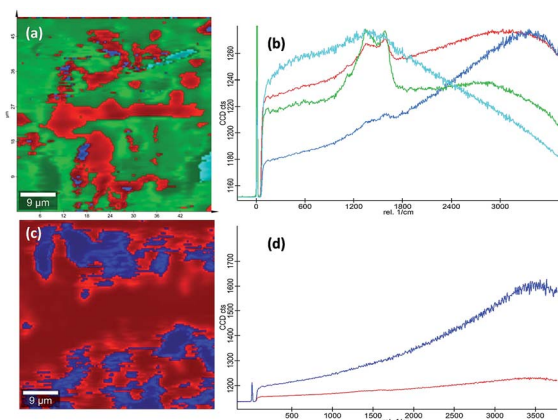 (a)
45
36
27
18
9
µm
9 µm
6 12 18 24 30 36 42
(b)
CCD cts
1260
1240
1220
1200
1180
1160
0 600 1200 1800 2400 3000
rel. 1/cm
(c)
9 µm
(d)
CCD cts
1700
1600
1500
1400
1300
1200
500 1000 1500 2000 2500 3000 3500